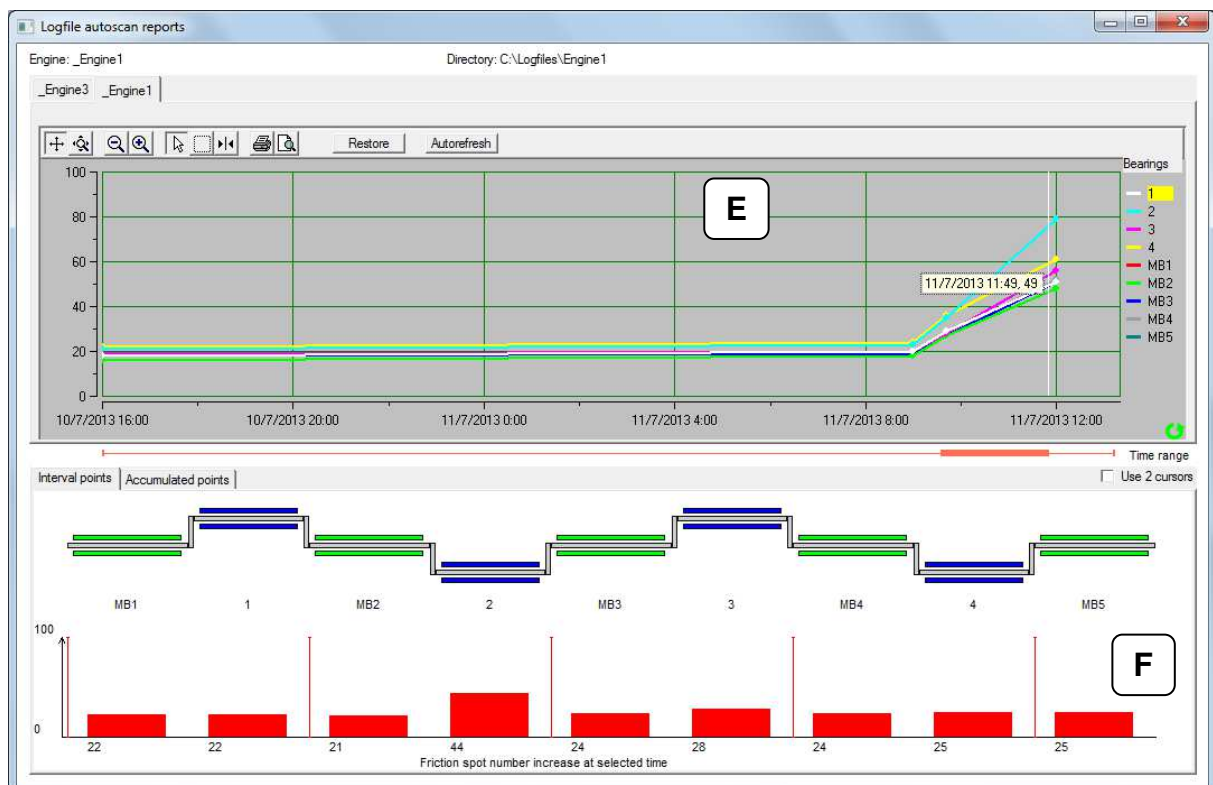 Logfile autoscan reports
Engine: _Engine1 Directory: C:\Logfiles\Engine1
_Engine3 _Engine1
Restore Autorefresh
Bearings
100
80
60
40
20
0
E
11/7/2013 11:49, 49
1
2
3
4
MB1
MB2
MB3
MB4
MB5
10/7/2013 16:00 10/7/2013 20:00 11/7/2013 0:00 11/7/2013 4:00 11/7/2013 8:00 11/7/2013 12:00
Time range
Interval points Accumulated points Use 2 cursors
MB1 1 MB2 2 MB3 3 MB4 4 MB5
100
F
0
22 22 21 44 24 28 24 25 25
Friction spot number increase at selected time